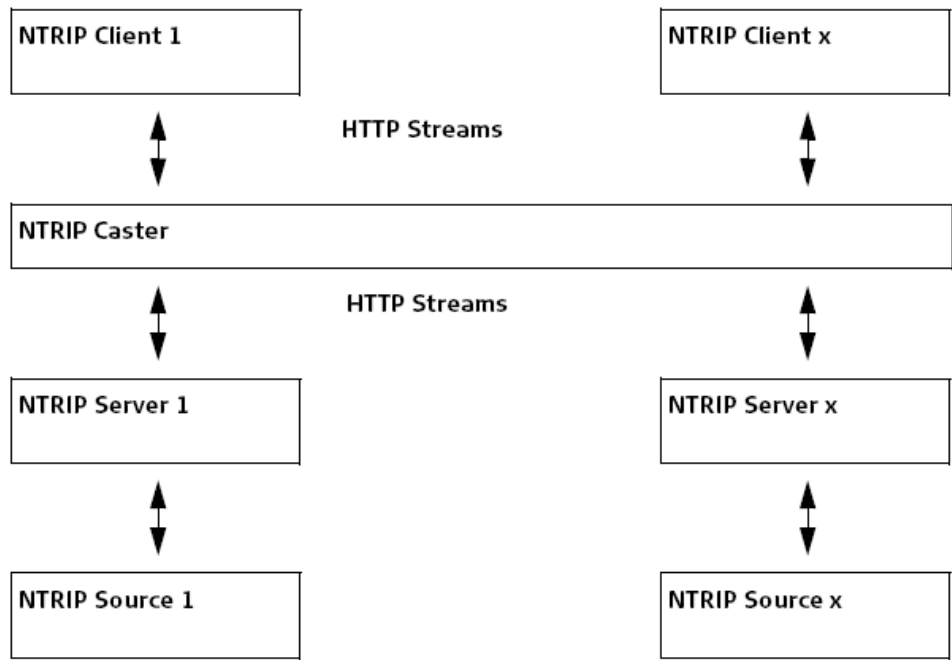 NTRIP Client 1
NTRIP Client x
HTTP Streams
NTRIP Caster
HTTP Streams
NTRIP Server 1
NTRIP Server x
NTRIP Source 1
NTRIP Source x